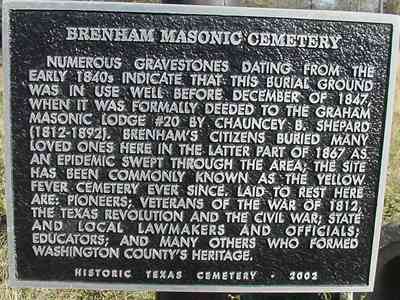 BRENHAM MASONIC CEMETERY
NUMEROUS GRAVESTONES DATING FROM THE
EARLY 1840s INDICATE THAT THIS BURIAL GROUND
WAS IN USE WELL BEFORE DECEMBER OF 1847
WHEN IT WAS FORMALLY DEEDED TO THE GRAHAM
MASONIC LODGE #20 BY CHAUNCEY B. SHEPARD
(1812-1892). BRENHAM'S CITIZENS BURIED MANY
LOVED ONES HERE IN THE LATTER PART OF 1867 AS
AN EPIDEMIC SWEPT THROUGH THE AREA; THE SITE
HAS BEEN COMMONLY KNOWN AS THE YELLOW
FEVER CEMETERY EVER SINCE. LAID TO REST HERE
ARE: PIONEERS; VETERANS OF THE WAR OF 1812,
THE TEXAS REVOLUTION AND THE CIVIL WAR; STATE
AND LOCAL LAWMAKERS AND OFFICIALS;
EDUCATORS; AND MANY OTHERS WHO FORMED
WASHINGTON COUNTY'S HERITAGE.
HISTORIC TEXAS CEMETERY · 2002